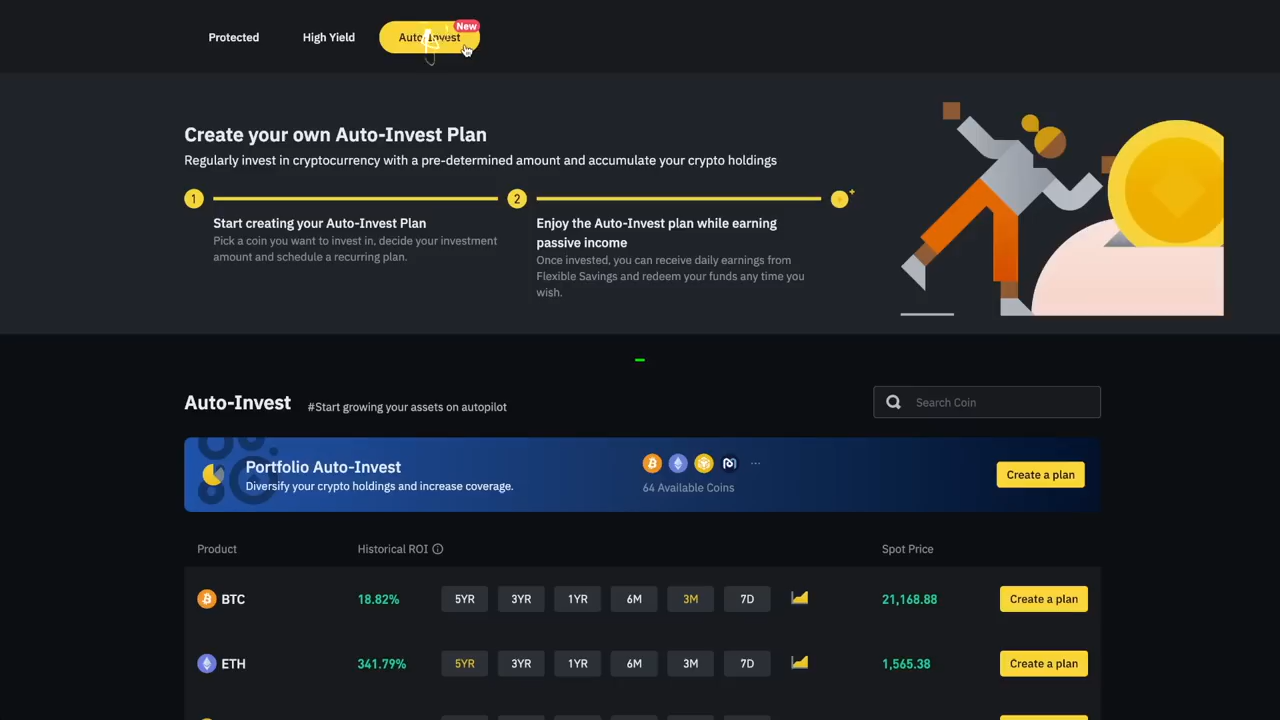 Protected High Yield Auto-Invest New
Create your own Auto-Invest Plan
Regularly invest in cryptocurrency with a pre-determined amount and accumulate your crypto holdings
1 2
Start creating your Auto-Invest Plan
Pick a coin you want to invest in, decide your investment
amount and schedule a recurring plan.
Enjoy the Auto-Invest plan while earning
passive income
Once invested, you can receive daily earnings from
Flexible Savings and redeem your funds any time you
wish.
Auto-Invest #Start growing your assets on autopilot Search Coin
Portfolio Auto-Invest
Diversify your crypto holdings and increase coverage.
64 Available Coins
Create a plan
Product Historical ROI Spot Price
BTC 18.82% 5YR 3YR 1YR 6M 3M 7D 21,168.88 Create a plan
ETH 341.79% 5YR 3YR 1YR 6M 3M 7D 1,565.38 Create a plan